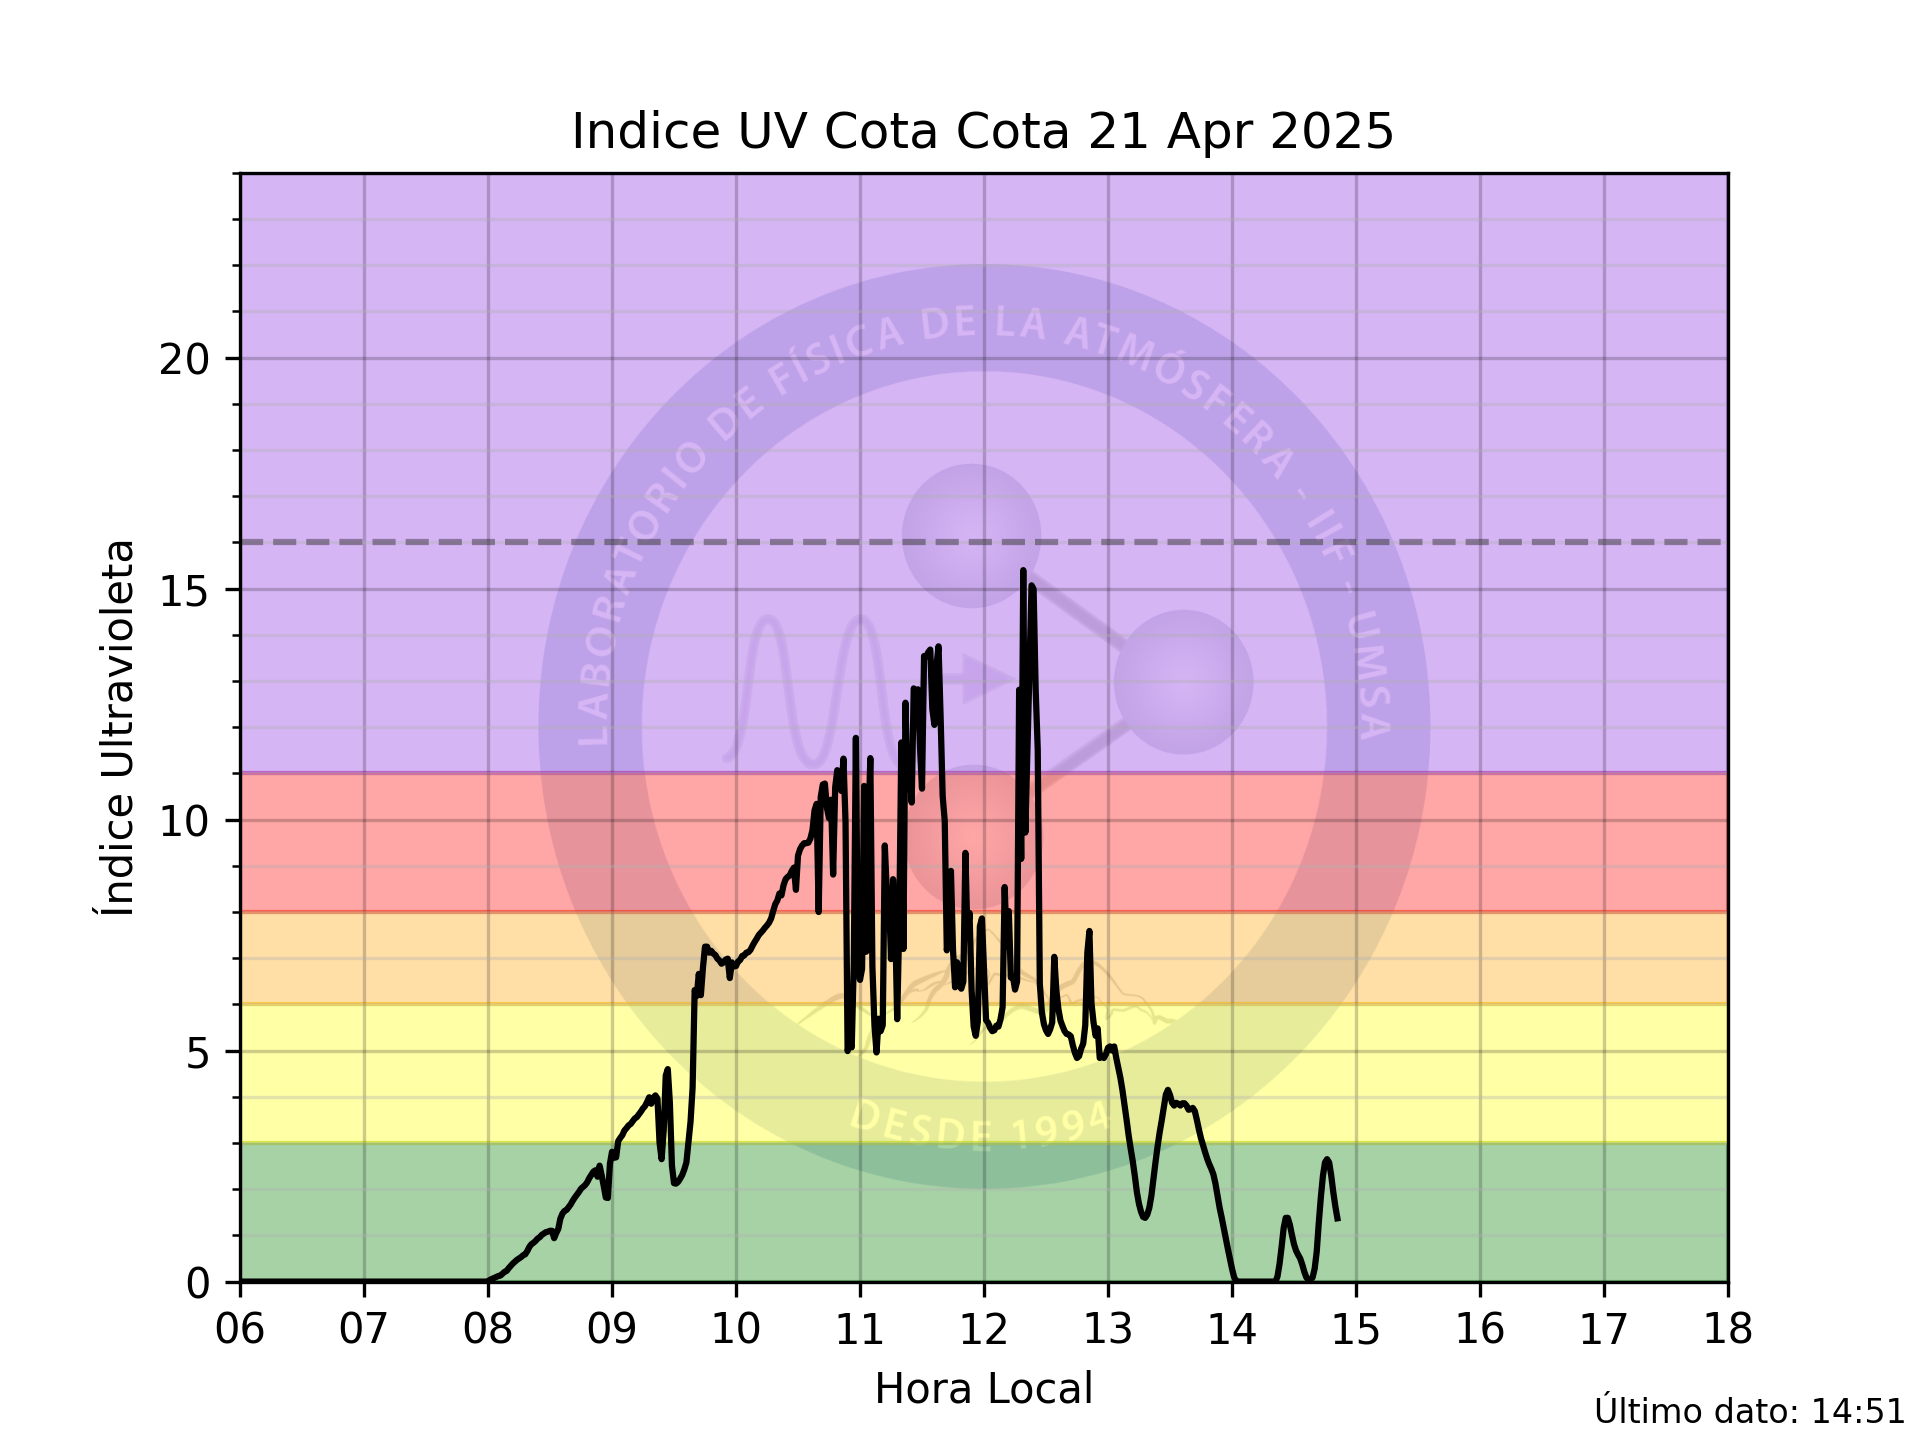 Indice UV Cota Cota 21 Apr 2025
LABORATORIO DE FÍSICA DE LA ATMÓSFERA - IIF - UMSA
DESDE 1994
Índice Ultravioleta
20
15
10
5
0
06 07 08 09 10 11 12 13 14 15 16 17 18
Hora Local
Último dato: 14:51